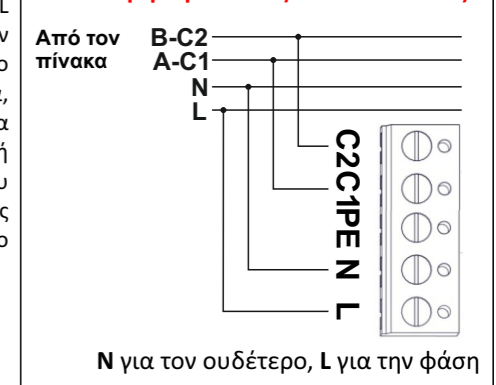 L
ν
ο
α,
α
ή
υ
ς
ο
Από τον
πίνακα
B-C2
A-C1
N
L
C2
C1
PE
N
L
N για τον ουδέτερο, L για την φάση